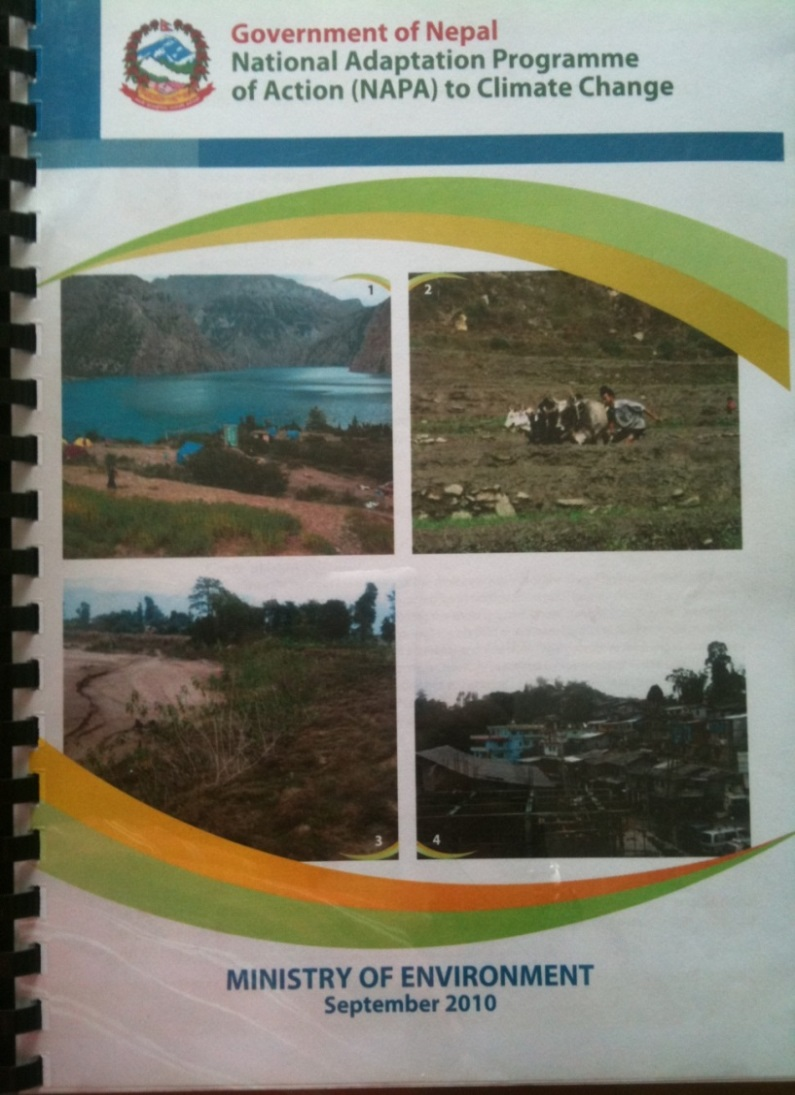 Government of Nepal
National Adaptation Programme
of Action (NAPA) to Climate Change
1
2
3
4
MINISTRY OF ENVIRONMENT
September 2010